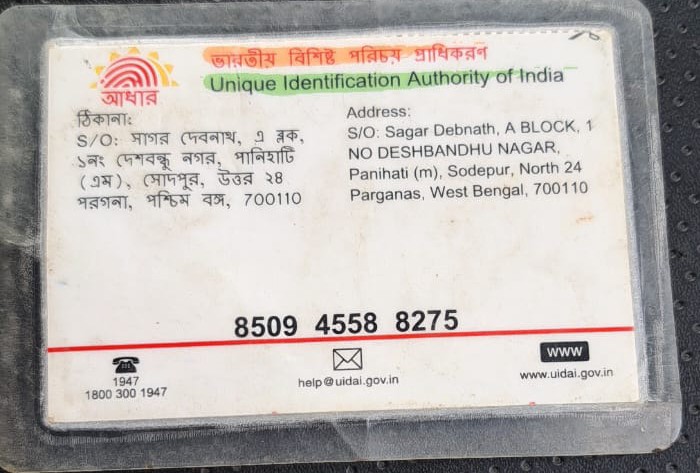 ভারতীয় বিশিষ্ট পরিচয় প্রাধিকরণ
Unique Identification Authority of India
আধার
ঠিকানা:
S/O: সাগর দেবনাথ, এ ব্লক,
১নং দেশবন্ধু নগর, পানিহাটি
(এম), সোদপুর, উত্তর ২৪
পরগনা, পশ্চিম বঙ্গ, 700110
Address:
S/O: Sagar Debnath, A BLOCK, 1
NO DESHBANDHU NAGAR,
Panihati (m), Sodepur, North 24
Parganas, West Bengal, 700110
8509 4558 8275
1947
1800 300 1947
help@uidai.gov.in
WWW
www.uidai.gov.in